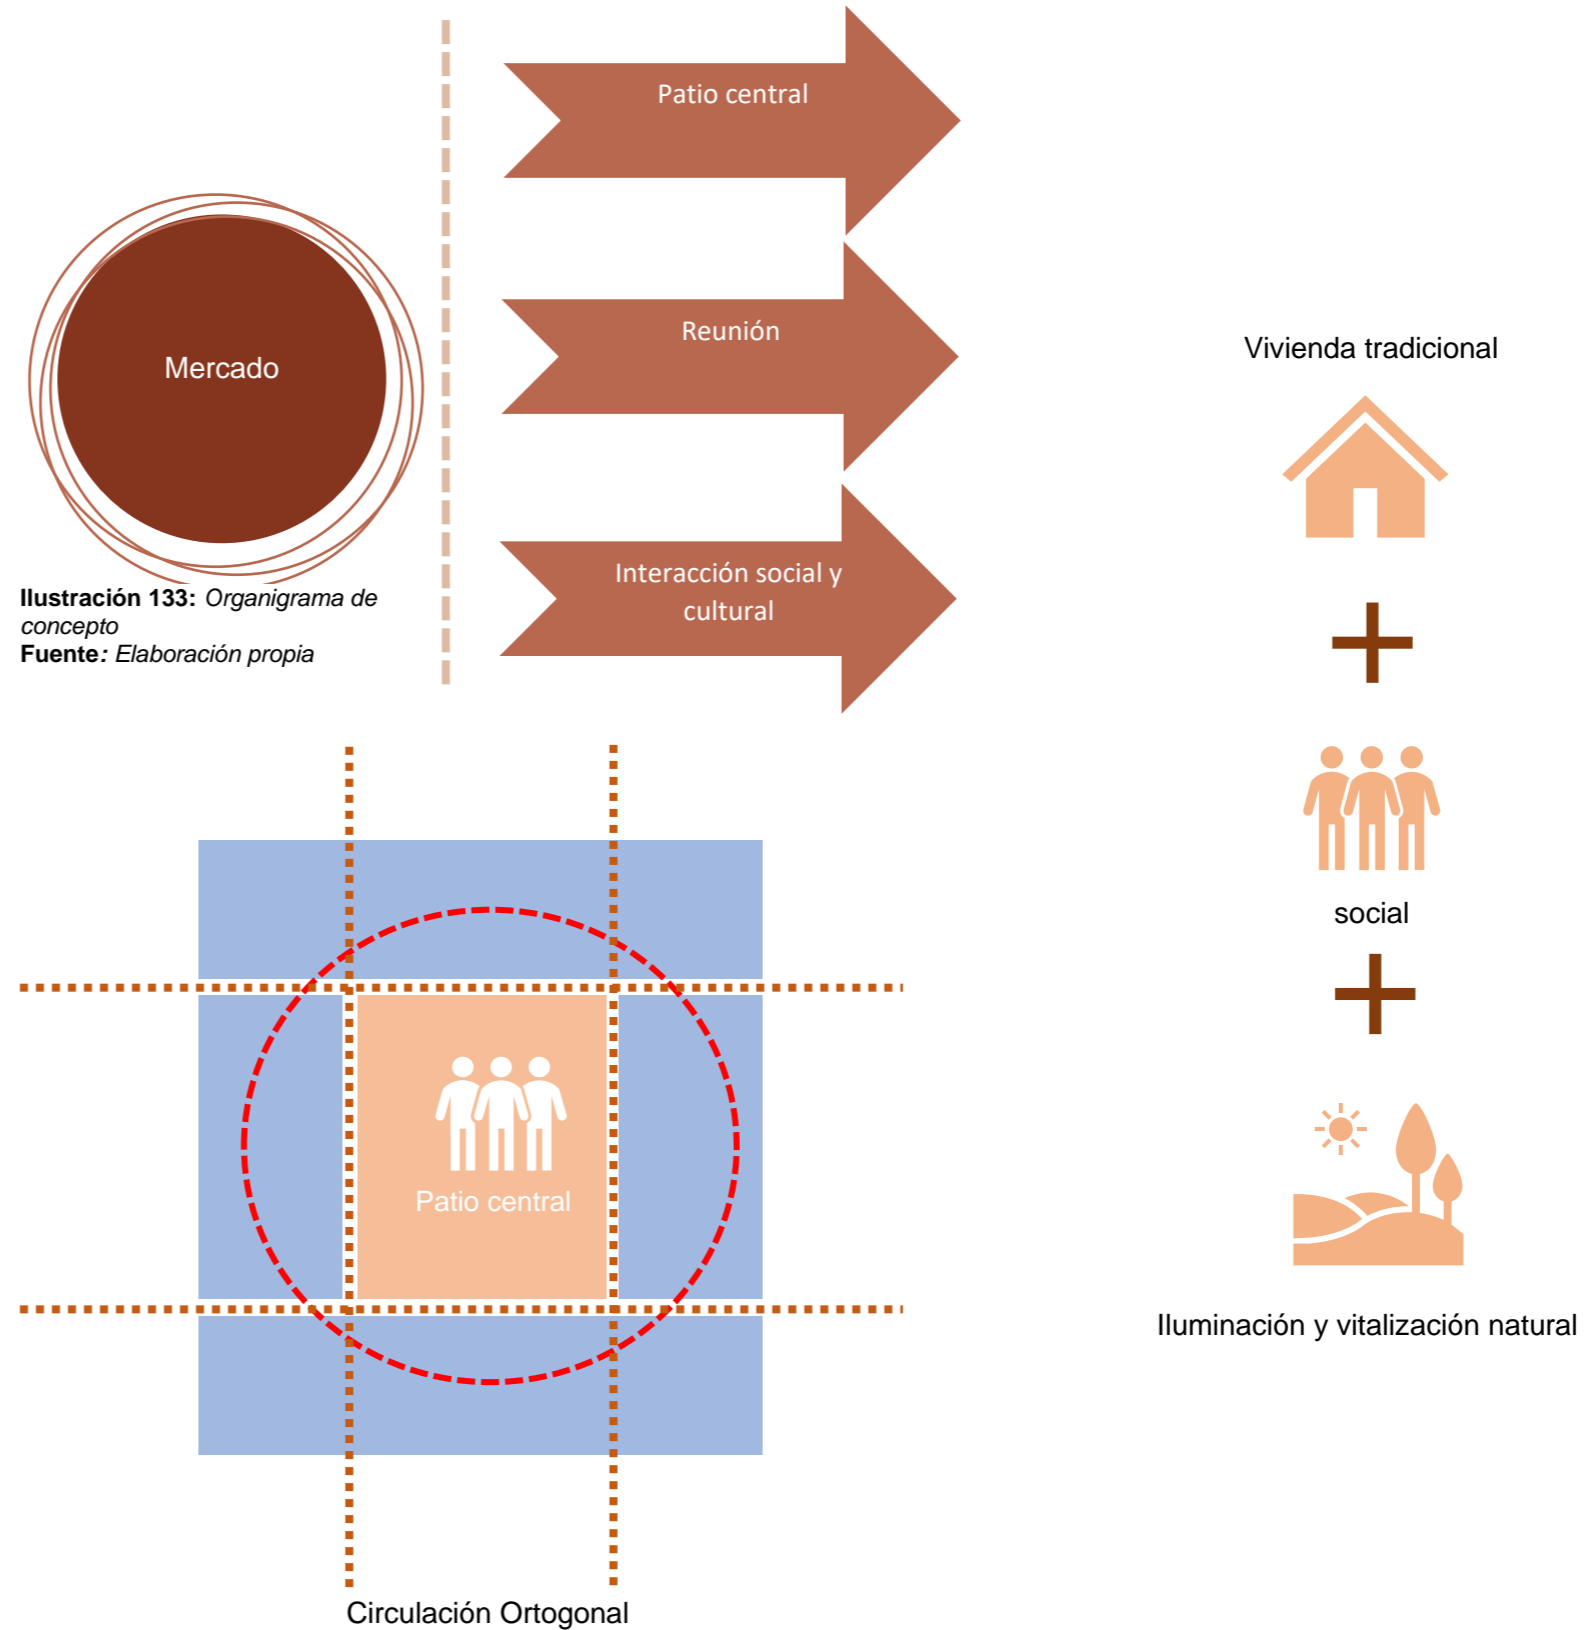 Patio central
Reunión
Interacción social y
cultural
Mercado
Ilustración 133: Organigrama de
concepto
Fuente: Elaboración propia
Vivienda tradicional
social
Iluminación y vitalización natural
Patio central
Circulación Ortogonal